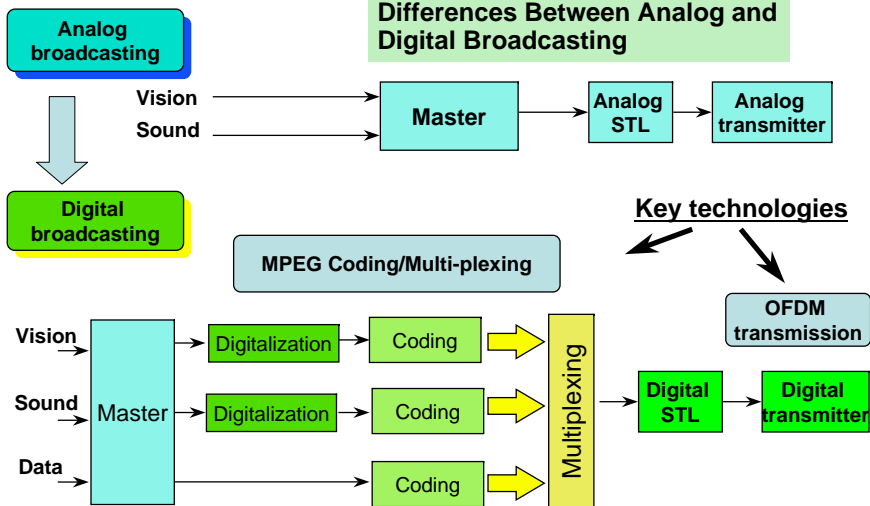 Differences Between Analog and
Digital Broadcasting
Analog
broadcasting
Vision
Sound
Master
Analog
STL
Analog
transmitter
Digital
broadcasting
Key technologies
MPEG Coding/Multi-plexing
OFDM
transmission
Vision
Sound
Data
Master
Digitalization
Coding
Digitalization
Coding
Coding
Multiplexing
Digital
STL
Digital
transmitter